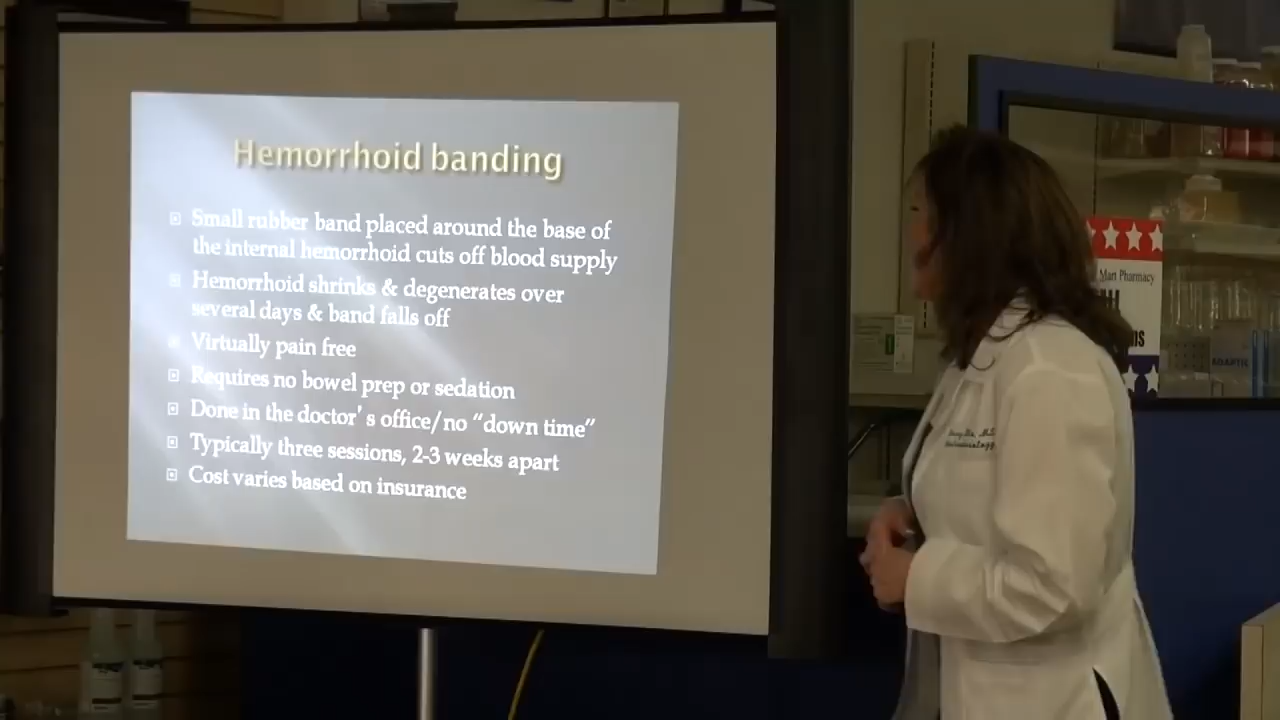 Hemorrhoid banding
Small rubber band placed around the base of
the internal hemorrhoid cuts off blood supply
Hemorrhoid shrinks & degenerates over
several days & band falls off
Virtually pain free
Requires no bowel prep or sedation
Done in the doctor's office/no "down time"
Typically three sessions, 2-3 weeks apart
Cost varies based on insurance
Mart Pharmacy
ADAPTIC